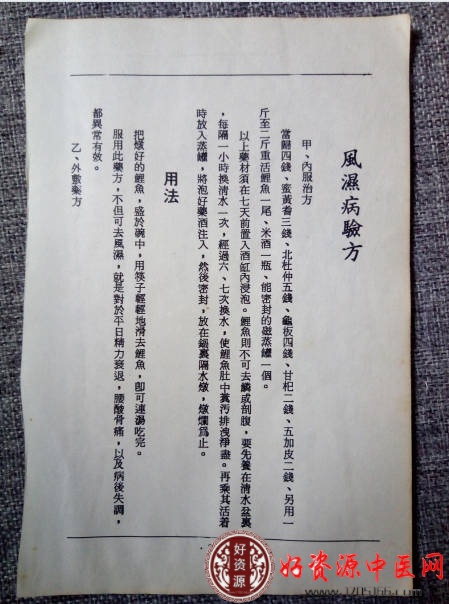 風濕病驗方
甲、內服治方
當歸四錢、蜜黃耆三錢、北杜仲五錢、龜板四錢、甘杞二錢、五加皮二錢、另用一
斤至二斤重活鯉魚一尾、米酒一瓶、能密封的磁蒸罐一個。
以上藥材須在七天前置入酒缸內浸泡。鯉魚則不可去鱗或剖腹，要先養在清水盆裏
，每隔一小時換清水一次，經過六、七次換水，使鯉魚肚中糞汚排洩淨盡。再乘其活着
時放入蒸罐，將泡好藥酒注入，然後密封，放在鍋裏隔水燉，燉爛爲止。
用法
把燉好的鯉魚，盛於碗中，用筷子輕輕地滑去鯉魚，卽可連湯吃完。
服用此藥方，不但可去風濕，就是對於平日精力衰退，腰酸骨痛，以及病後失調，
都異常有效。
乙、外敷藥方
好資源
好资源中医网